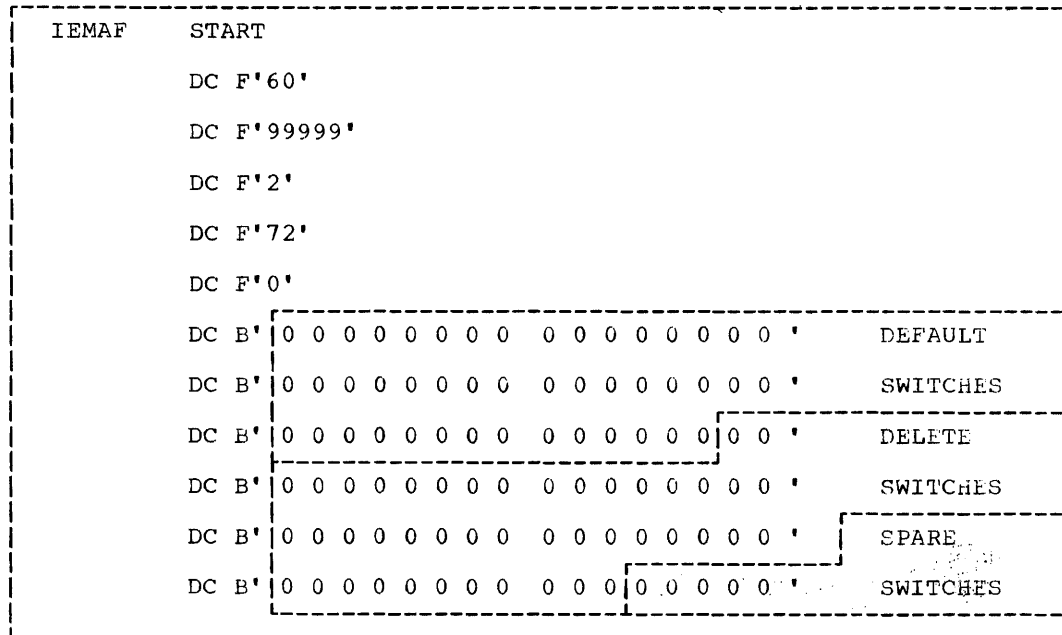 IEMAF START
DC F'60'
DC F'99999'
DC F'2'
DC F'72'
DC F'0'
DC B'0 0 0 0 0 0 0 0 0 0 0 0 0 0 0 0 ' DEFAULT
DC B'0 0 0 0 0 0 0 0 0 0 0 0 0 0 0 0 ' SWITCHES
DC B'0 0 0 0 0 0 0 0 0 0 0 0 0 0 0 0 ' DELETE
DC B'0 0 0 0 0 0 0 0 0 0 0 0 0 0 0 0 ' SWITCHES
DC B'0 0 0 0 0 0 0 0 0 0 0 0 0 0 0 0 ' SPARE
DC B'0 0 0 0 0 0 0 0 0 0 0 0 0 0 0 0 ' SWITCHES